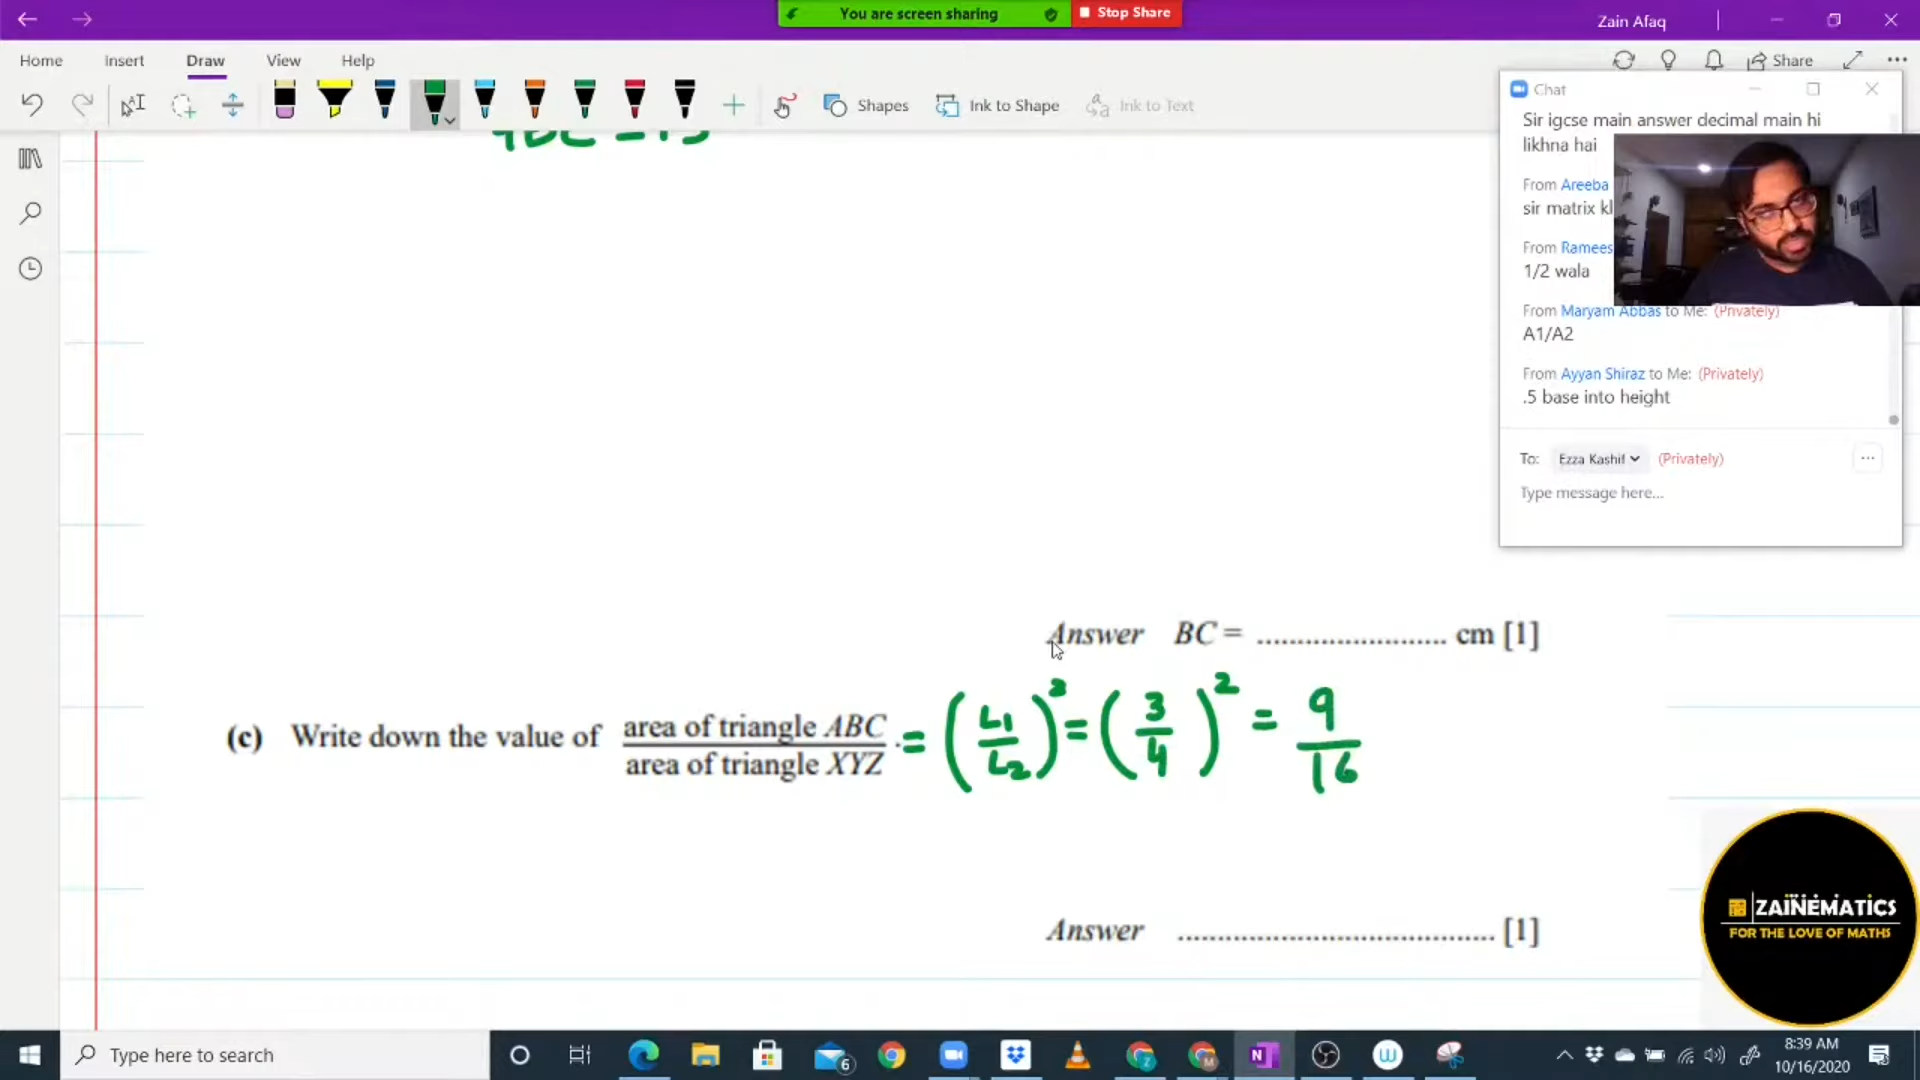 You are screen sharing
Stop Share
Zain Afaq
Home Insert Draw View Help
Share
Shapes
Ink to Shape
Ink to Text
Chat
Sir igcse main answer decimal main hi
likhna hai
From Areeba
sir matrix kl
From Ramees
1/2 wala
From Maryam Abbas to Me: (Privately)
A1/A2
From Ayyan Shiraz to Me: (Privately)
.5 base into height
To: Ezza Kashif (Privately)
Type message here...
Answer BC = ........................ cm [1]
(c) Write down the value of area of triangle ABC / area of triangle XYZ . = (L1/L2)² = (3/4)² = 9/16
Answer ........................................ [1]
ZAINEMATICS
FOR THE LOVE OF MATHS
Type here to search
6
8:39 AM
10/16/2020